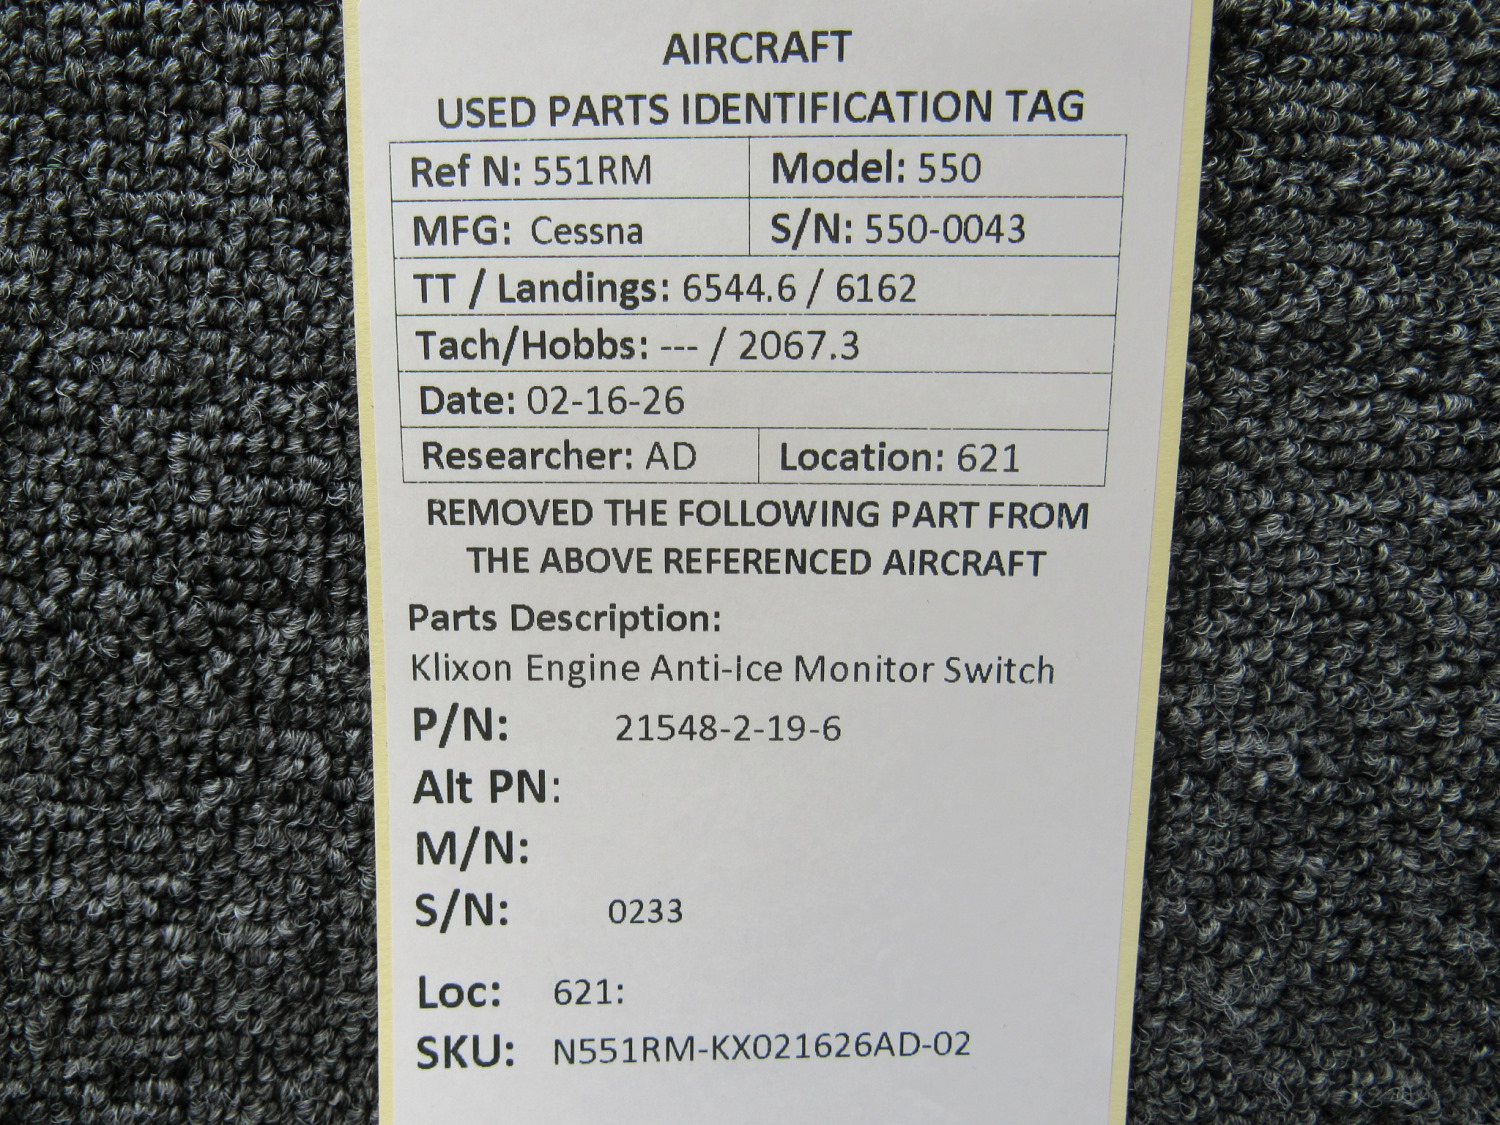 AIRCRAFT
USED PARTS IDENTIFICATION TAG
Ref N: 551RM Model: 550
MFG: Cessna S/N: 550-0043
TT / Landings: 6544.6 / 6162
Tach/Hobbs: --- / 2067.3
Date: 02-16-26
Researcher: AD Location: 621
REMOVED THE FOLLOWING PART FROM
THE ABOVE REFERENCED AIRCRAFT
Parts Description:
Klixon Engine Anti-Ice Monitor Switch
P/N: 21548-2-19-6
Alt PN:
M/N:
S/N: 0233
Loc: 621:
SKU: N551RM-KX021626AD-02